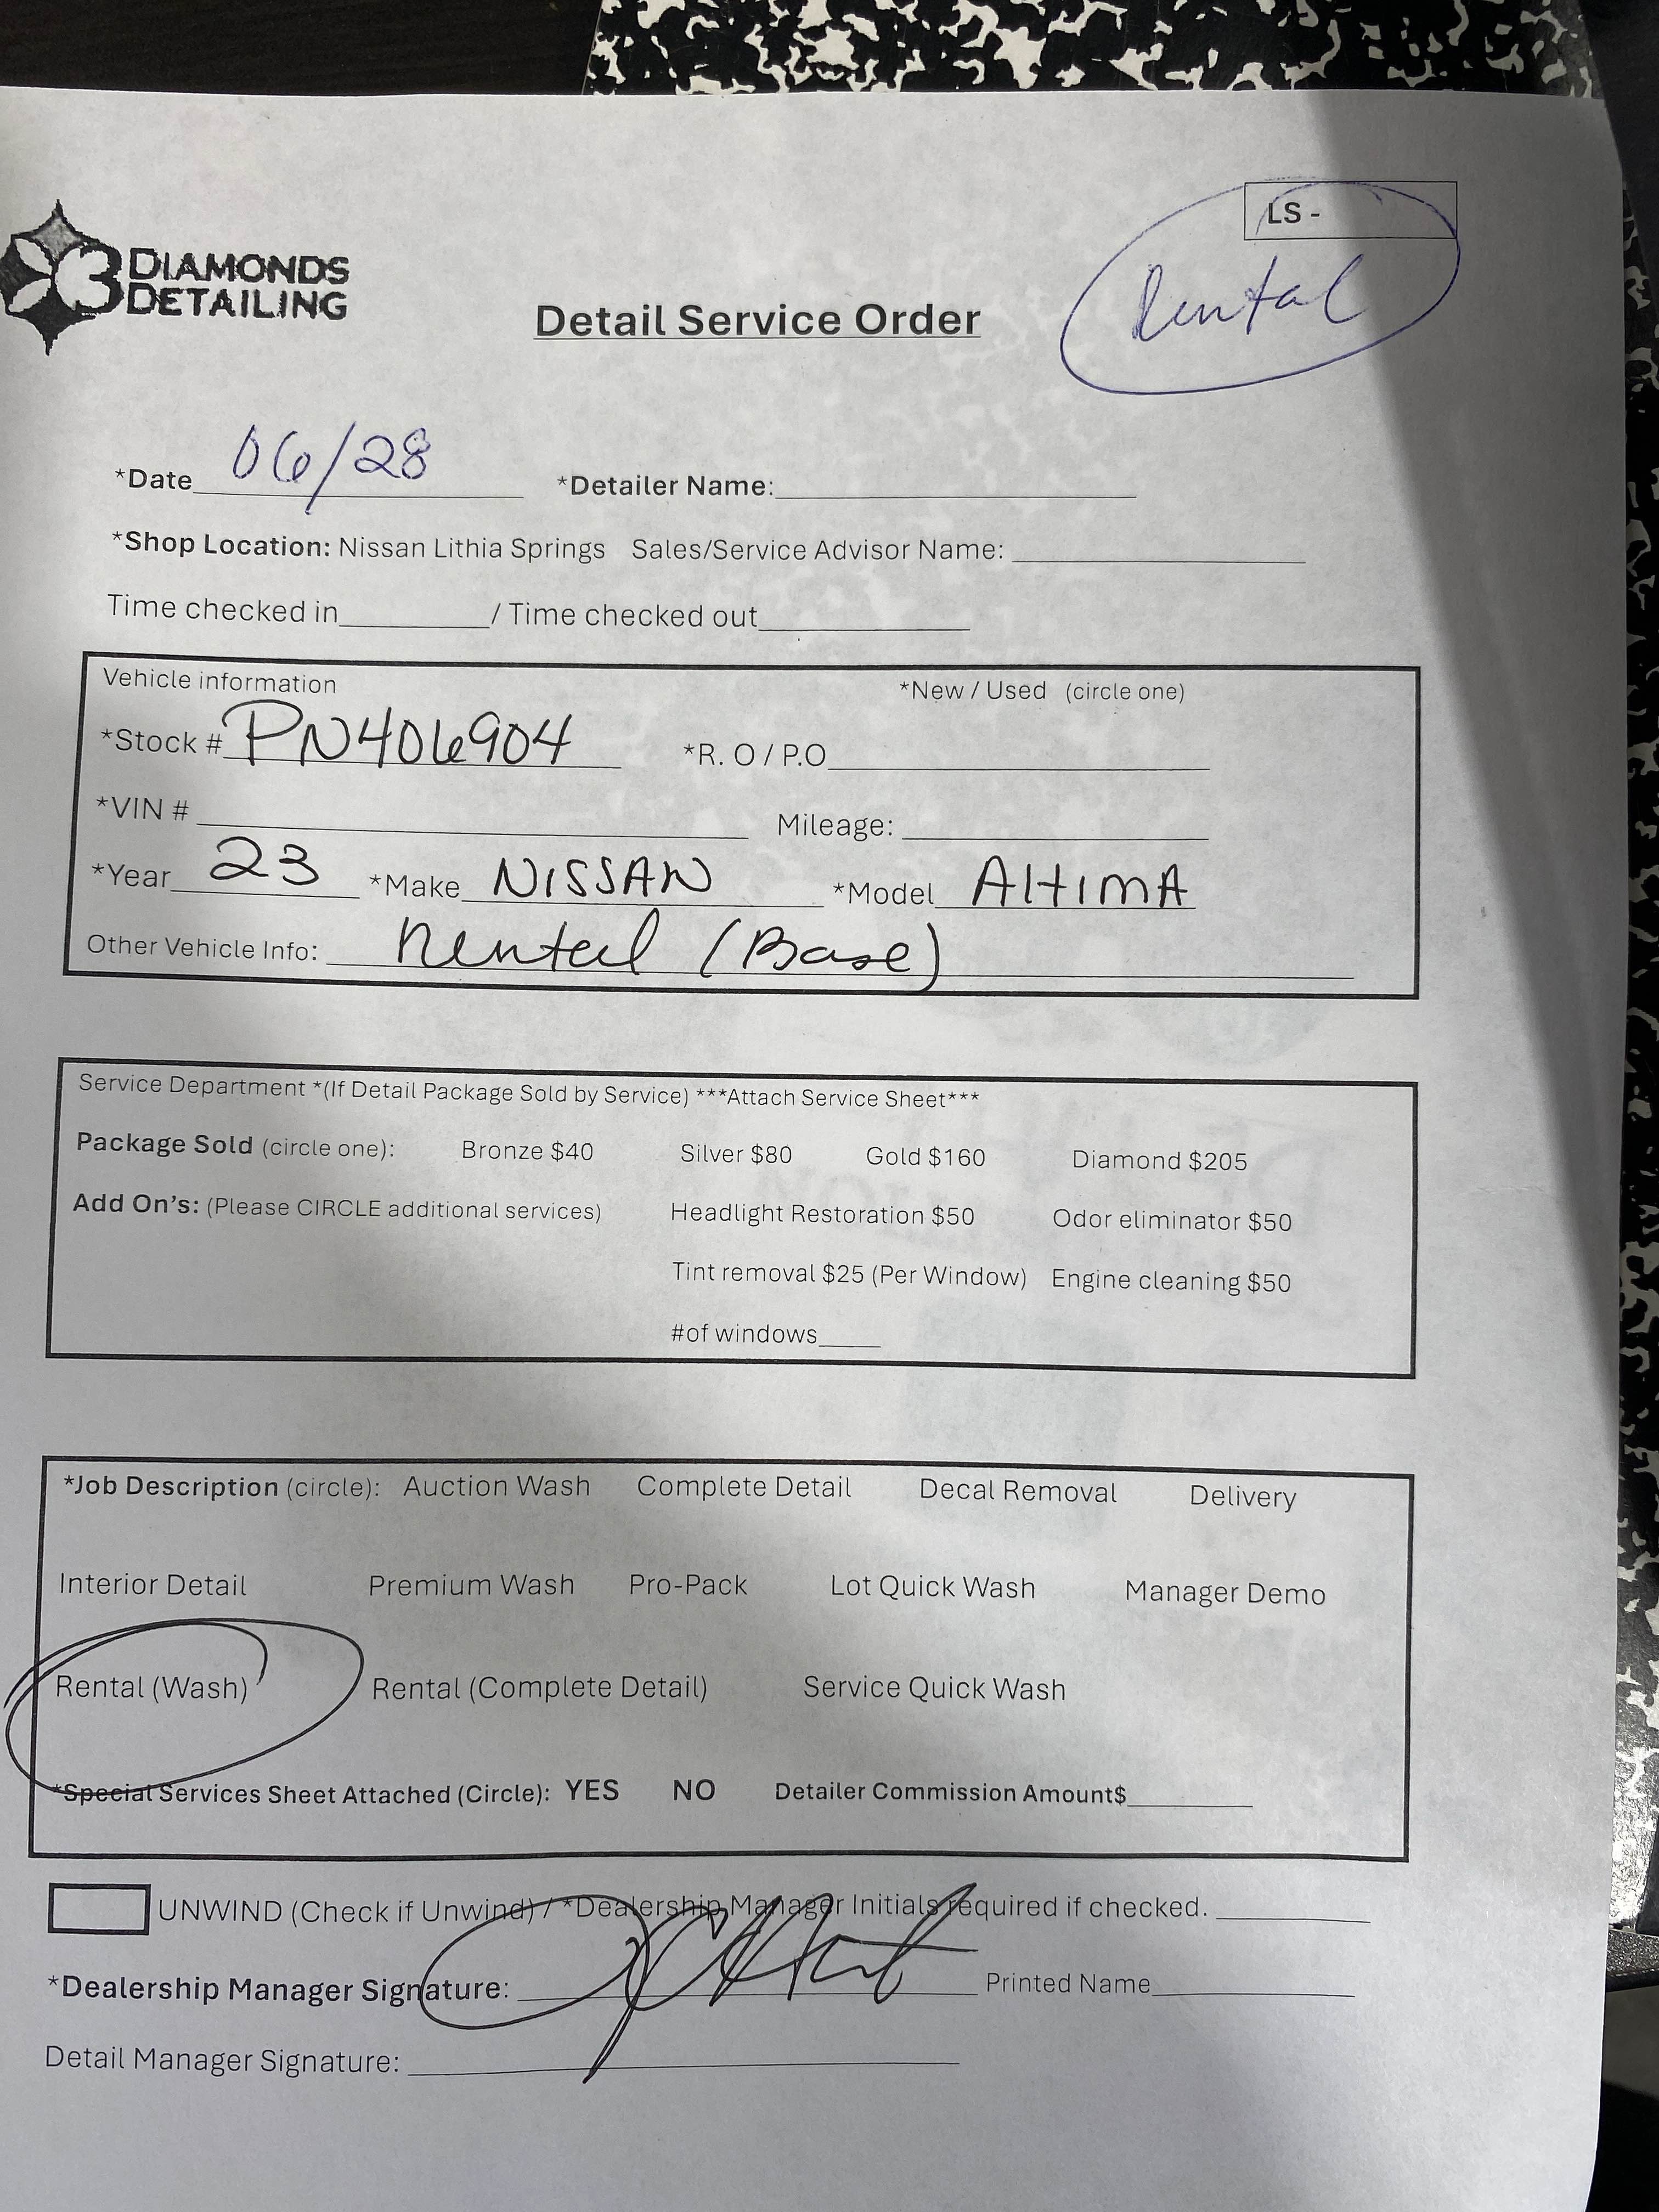 3 DIAMONDS
DETAILING
LS -
Rental
Detail Service Order
*Date 06/28 *Detailer Name:
*Shop Location: Nissan Lithia Springs Sales/Service Advisor Name:
Time checked in / Time checked out
Vehicle information *New / Used (circle one)
*Stock # PN406904 *R. O / P.O
*VIN # Mileage:
*Year 23 *Make NISSAN *Model AltimA
Other Vehicle Info: (Base)
Service Department *(If Detail Package Sold by Service) ***Attach Service Sheet***
Package Sold (circle one): Bronze $40 Silver $80 Gold $160 Diamond $205
Add On's: (Please CIRCLE additional services) Headlight Restoration $50 Odor eliminator $50
Tint removal $25 (Per Window) Engine cleaning $50
#of windows
*Job Description (circle): Auction Wash Complete Detail Decal Removal Delivery
Interior Detail Premium Wash Pro-Pack Lot Quick Wash Manager Demo
Rental (Wash) Rental (Complete Detail) Service Quick Wash
*Special Services Sheet Attached (Circle): YES NO Detailer Commission Amount$
UNWIND (Check if Unwind) / *Dealership Manager Initials required if checked.
*Dealership Manager Signature: Printed Name
Detail Manager Signature: